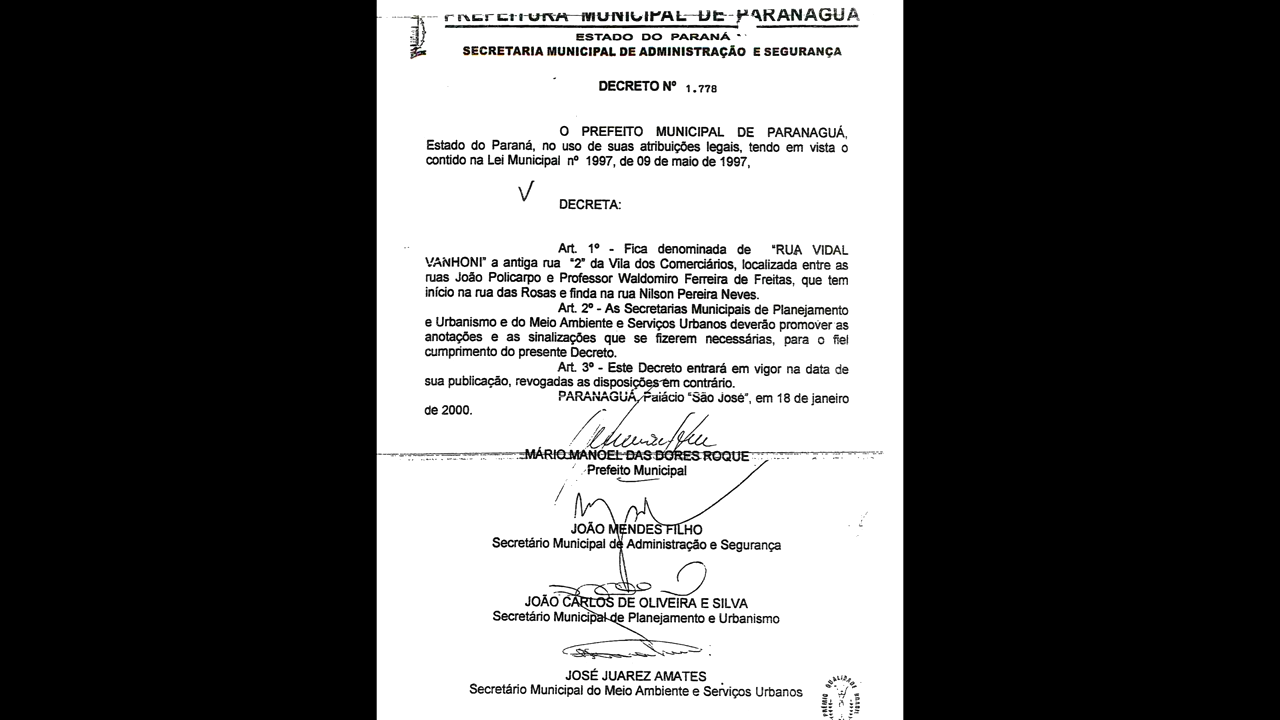 PREFEITURA MUNICIPAL DE PARANAGUÁ
ESTADO DO PARANÁ
SECRETARIA MUNICIPAL DE ADMINISTRAÇÃO E SEGURANÇA
DECRETO Nº 1.778
O PREFEITO MUNICIPAL DE PARANAGUÁ,
Estado do Paraná, no uso de suas atribuições legais, tendo em vista o
contido na Lei Municipal nº 1997, de 09 de maio de 1997,
DECRETA:
Art. 1º - Fica denominada de "RUA VIDAL
VANHONI" a antiga rua "2" da Vila dos Comerciários, localizada entre as
ruas João Policarpo e Professor Waldomiro Ferreira de Freitas, que tem
início na rua das Rosas e finda na rua Nilson Pereira Neves.
Art. 2º - As Secretarias Municipais de Planejamento
e Urbanismo e do Meio Ambiente e Serviços Urbanos deverão promover as
anotações e as sinalizações que se fizerem necessárias, para o fiel
cumprimento do presente Decreto.
Art. 3º - Este Decreto entrará em vigor na data de
sua publicação, revogadas as disposições em contrário.
PARANAGUÁ, Palácio "São José", em 18 de janeiro
de 2000.
MÁRIO MANOEL DAS DORES ROQUE
Prefeito Municipal
JOÃO MENDES FILHO
Secretário Municipal de Administração e Segurança
JOÃO CARLOS DE OLIVEIRA E SILVA
Secretário Municipal de Planejamento e Urbanismo
JOSÉ JUAREZ AMATES
Secretário Municipal do Meio Ambiente e Serviços Urbanos
PRÊMIO QUALIDADE BRASIL